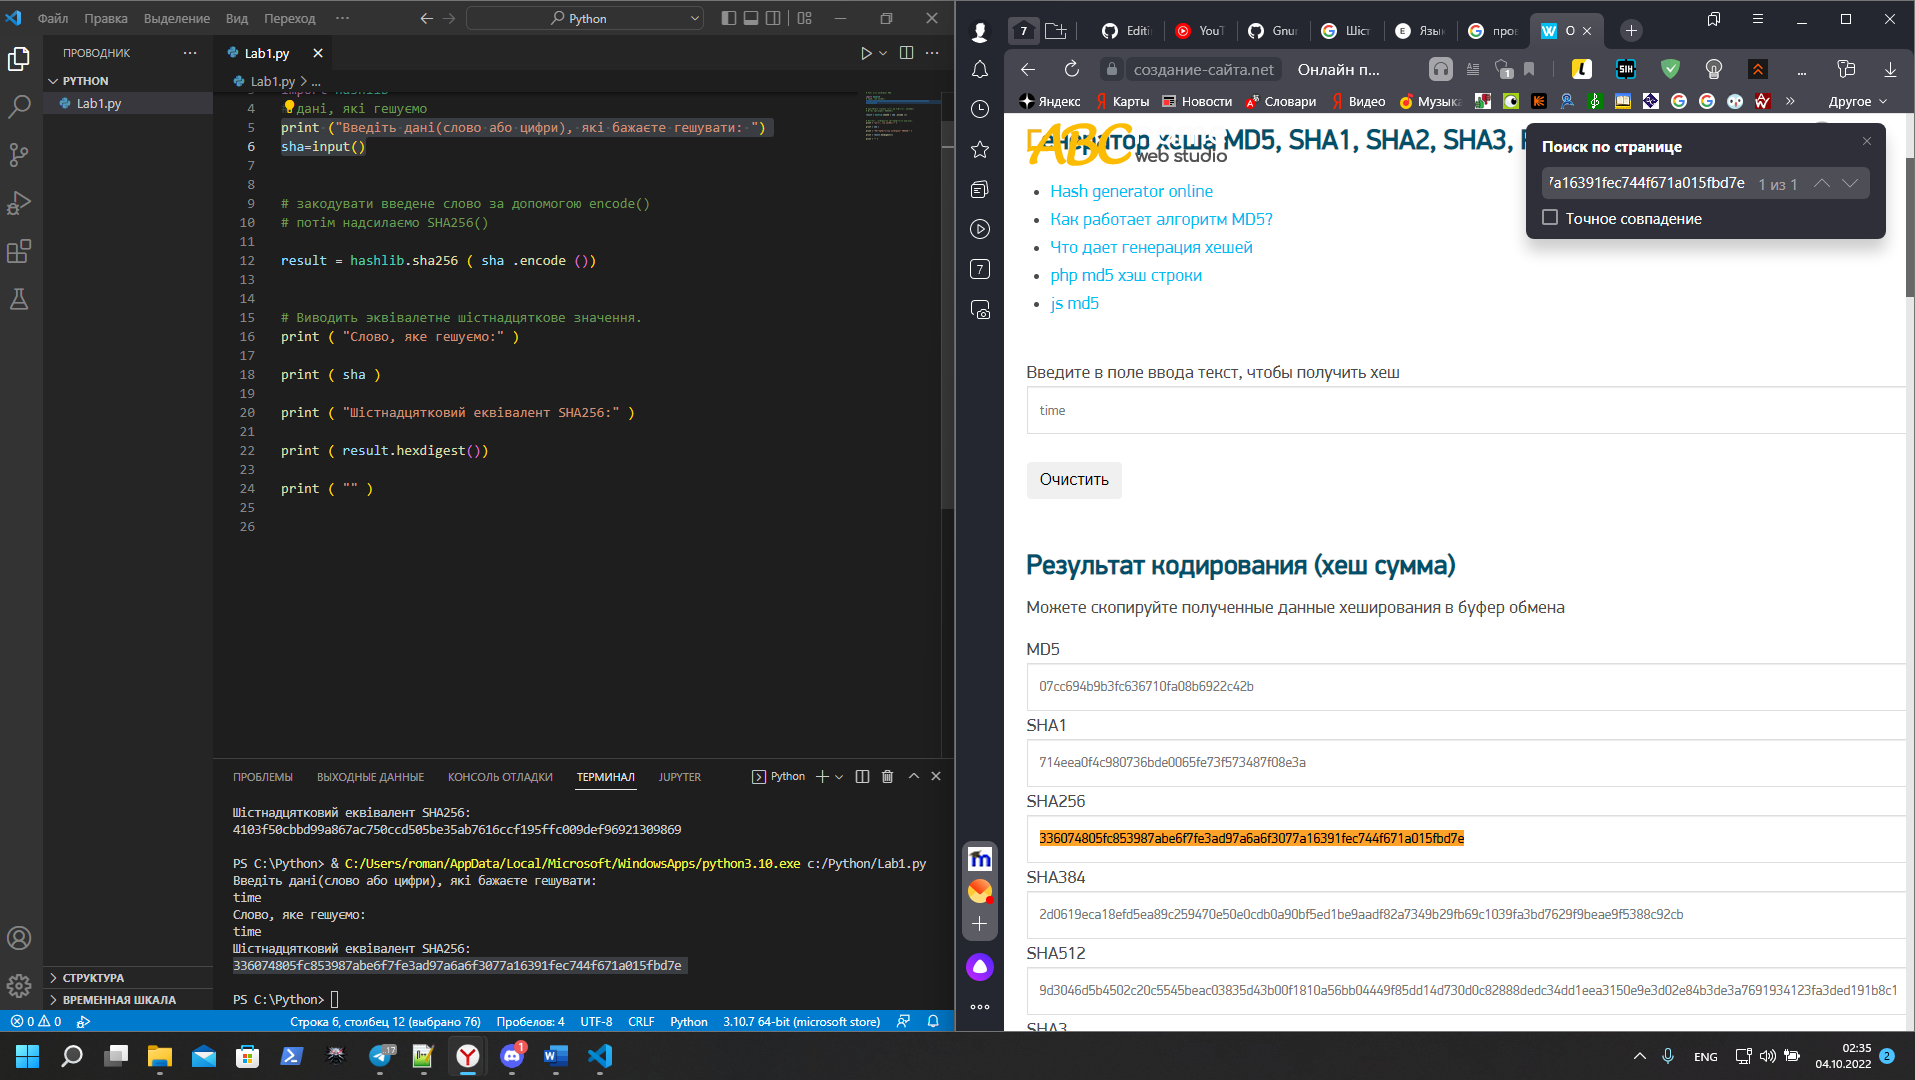 Файл Правка Выделение Вид Переход ···
Python
ПРОВОДНИК
PYTHON
Lab1.py
СТРУКТУРА
ВРЕМЕННАЯ ШКАЛА
Lab1.py
Lab1.py > ...
4 дані, які гешуємо
5 print ("Введіть дані(слово або цифри), які бажаєте гешувати: ")
6 sha=input()
7
8
9 # закодувати введене слово за допомогою encode()
10 # потім надсилаємо SHA256()
11
12 result = hashlib.sha256 ( sha .encode ())
13
14
15 # Виводить эквівалетне шістнадцяткове значення.
16 print ( "Слово, яке гешуємо:" )
17
18 print ( sha )
19
20 print ( "Шістнадцятковий еквівалент SHA256:" )
21
22 print ( result.hexdigest())
23
24 print ( "" )
25
26
ПРОБЛЕМЫ ВЫХОДНЫЕ ДАННЫЕ КОНСОЛЬ ОТЛАДКИ ТЕРМИНАЛ JUPYTER
Python
Шістнадцятковий еквівалент SHA256:
4103f50cbbd99a867ac750ccd505be35ab7616ccf195ffc009def96921309869
PS C:\Python> & C:/Users/roman/AppData/Local/Microsoft/WindowsApps/python3.10.exe c:/Python/Lab1.py
Введіть дані(слово або цифри), які бажаєте гешувати:
time
Слово, яке гешуємо:
time
Шістнадцятковий еквівалент SHA256:
336074805fc853987abe6f7fe3ad97a6a6f3077a16391fec744f671a015fbd7e
PS C:\Python>
0 0
Строка 6, столбец 12 (выбрано 76) Пробелов: 4 UTF-8 CRLF Python 3.10.7 64-bit (microsoft store)
7 Editi YouT Gnur Шіст Язык пров О
создание-сайта.net Онлайн п...
Яндекс Карты Новости Словари Видео Музыка Другое
Генератор хеша MD5, SHA1, SHA2, SHA3,
ABC
web studio
Поиск по странице
7a16391fec744f671a015fbd7e 1 из 1
Точное совпадение
Hash generator online
Как работает алгоритм MD5?
Что дает генерация хешей
php md5 хэш строки
js md5
Введите в поле ввода текст, чтобы получить хеш
time
Очистить
Результат кодирования (хеш сумма)
Можете скопируйте полученные данные хеширования в буфер обмена
MD5
07cc694b9b3fc636710fa08b6922c42b
SHA1
714eea0f4c980736bde0065fe73f573487f08e3a
SHA256
336074805fc853987abe6f7fe3ad97a6a6f3077a16391fec744f671a015fbd7e
SHA384
2d0619eca18efd5ea89c259470e50e0cdb0a90bf5ed1be9aadf82a7349b29fb69c1039fa3bd7629f9beae9f5388c92cb
SHA512
9d3046d5b4502c20c5545beac03835d43b00f1810a56bb04449f85dd14d730d0c82888dedc34dd1eea3150e9e3d02e84b3de3a7691934123fa3ded191b8c1
SHA3
ENG
02:35
04.10.2022
2